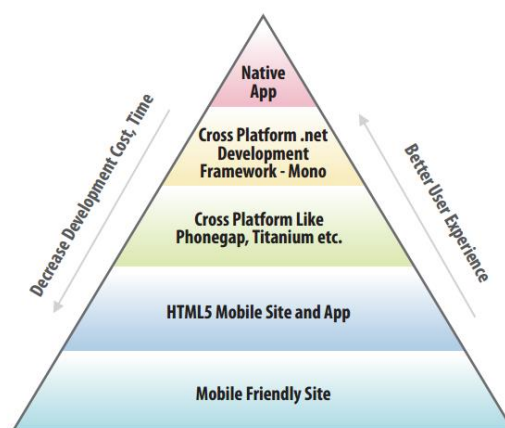 Native
App
Cross Platform .net
Development
Framework - Mono
Cross Platform Like
Phonegap, Titanium etc.
HTML5 Mobile Site and App
Mobile Friendly Site
Decrease Development Cost, Time
Better User Experience